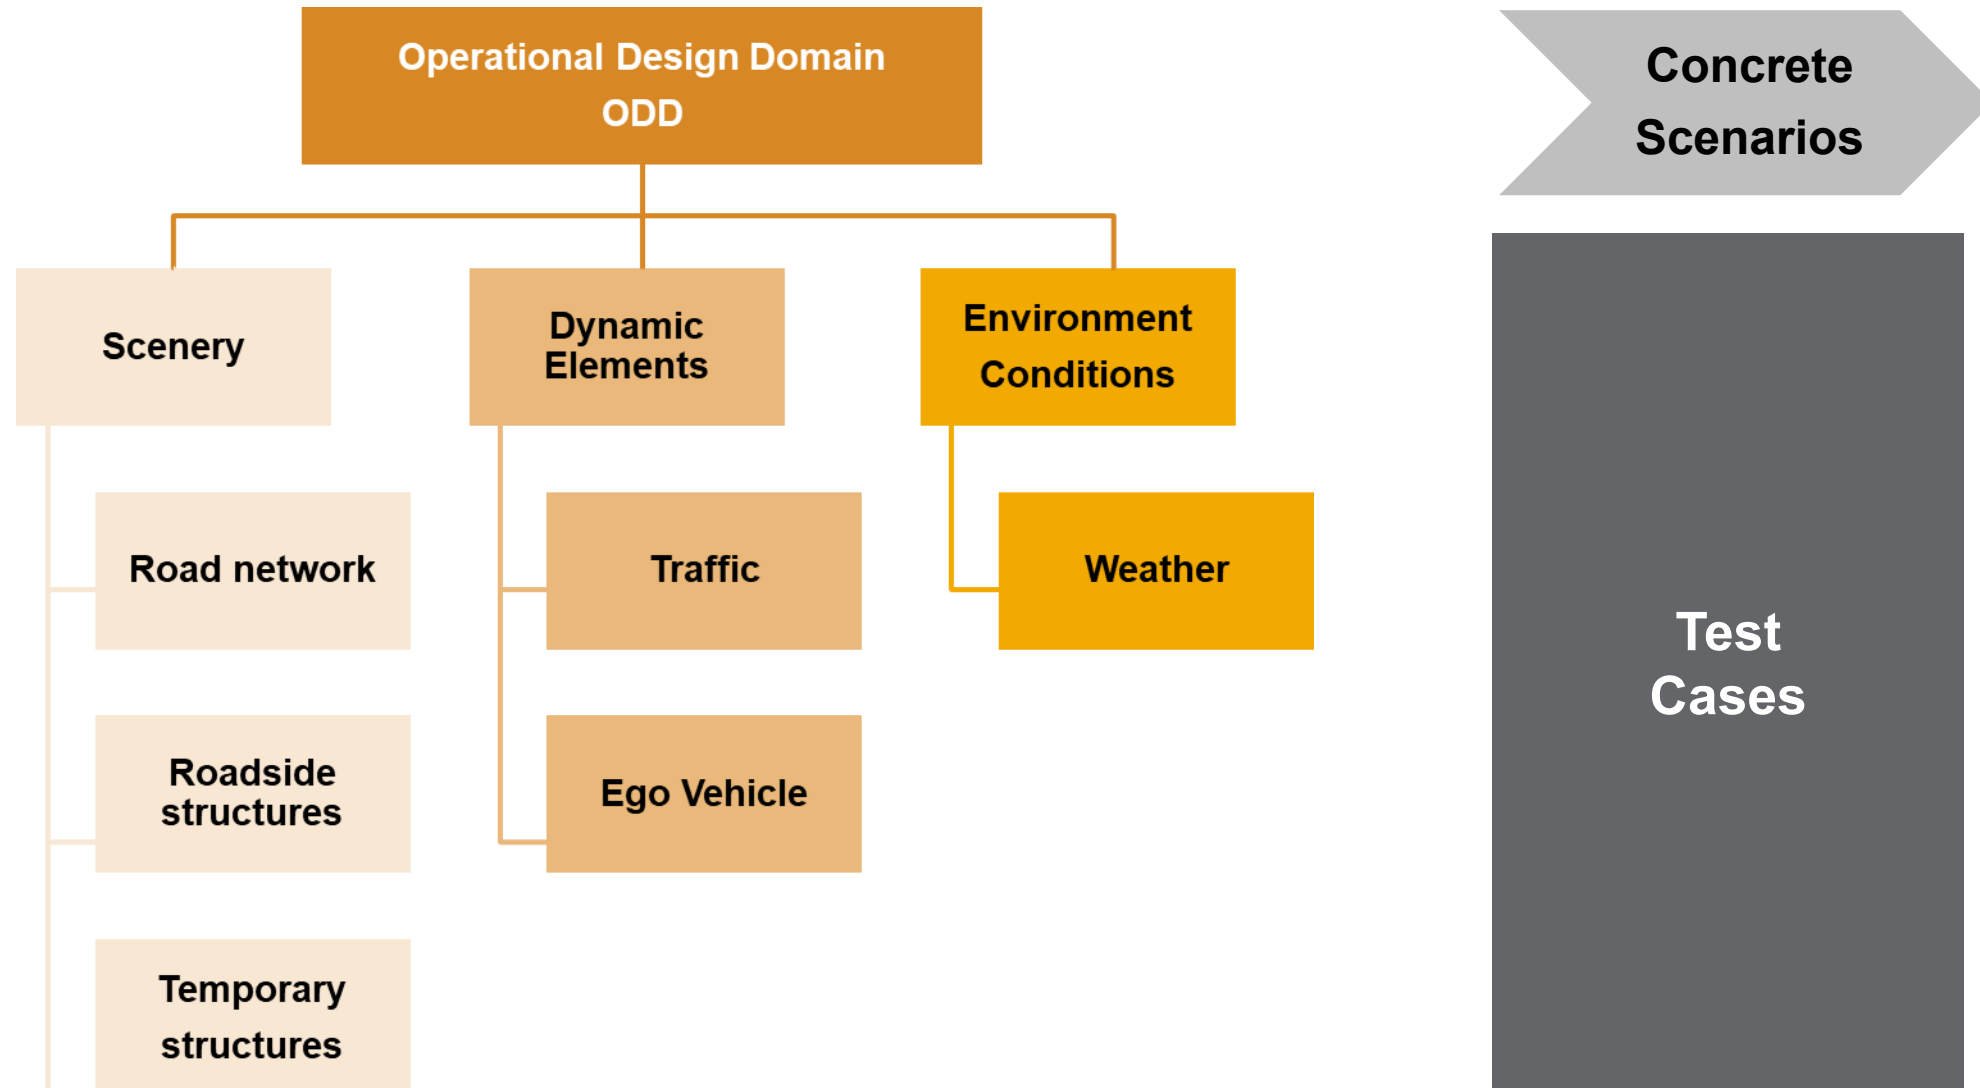 Operational Design Domain
ODD
Concrete
Scenarios
Scenery
Dynamic
Elements
Environment
Conditions
Road network
Traffic
Weather
Test
Cases
Roadside
structures
Ego Vehicle
Temporary
structures